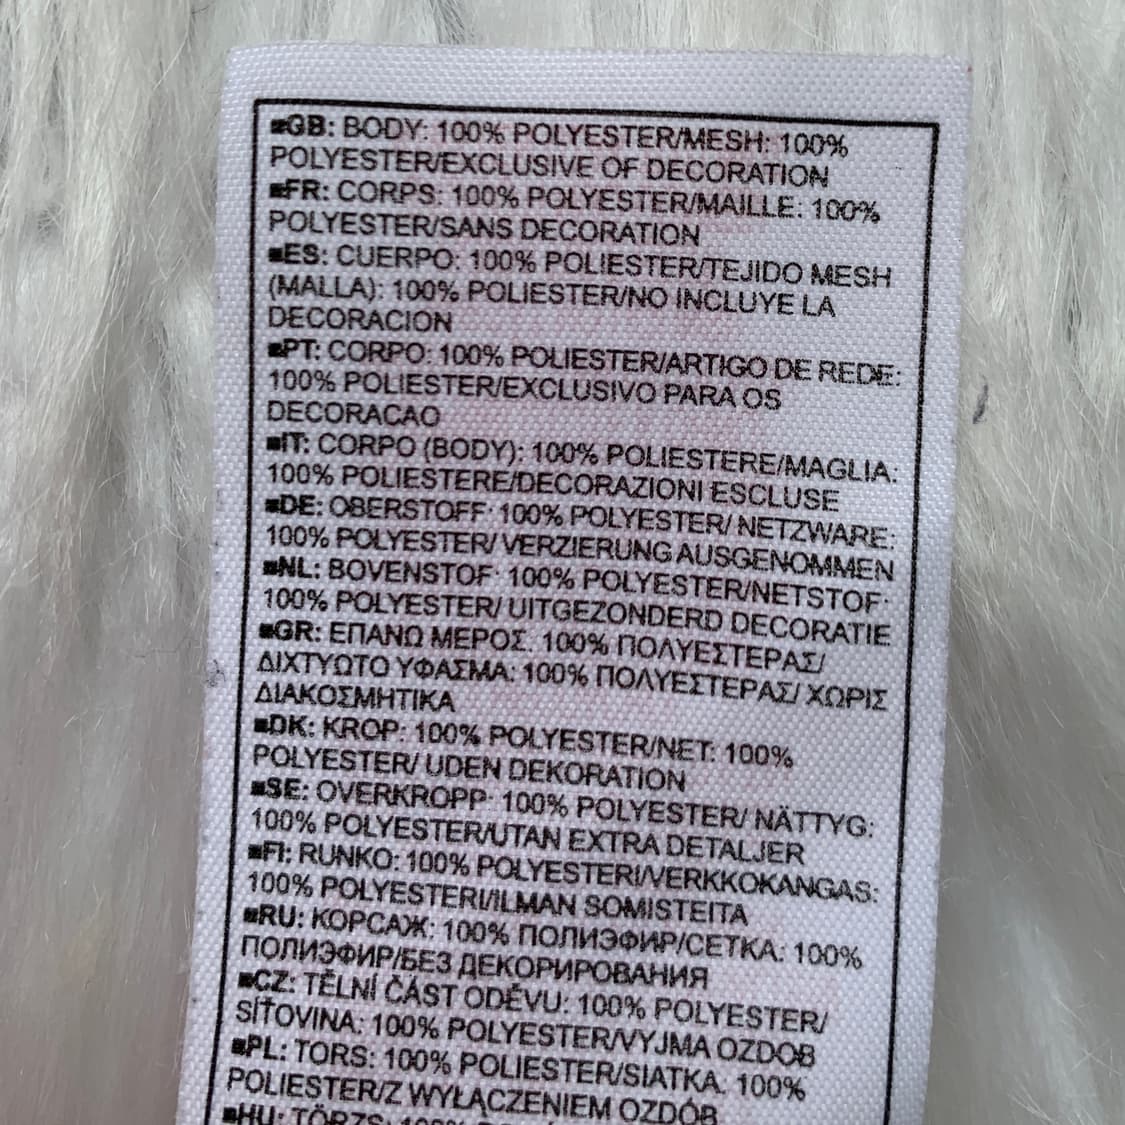 ■GB: BODY: 100% POLYESTER/MESH: 100%
POLYESTER/EXCLUSIVE OF DECORATION
■FR: CORPS: 100% POLYESTER/MAILLE: 100%
POLYESTER/SANS DECORATION
■ES: CUERPO: 100% POLIESTER/TEJIDO MESH
(MALLA): 100% POLIESTER/NO INCLUYE LA
DECORACION
■PT: CORPO: 100% POLIESTER/ARTIGO DE REDE:
100% POLIESTER/EXCLUSIVO PARA OS
DECORACAO
■IT: CORPO (BODY): 100% POLIESTERE/MAGLIA:
100% POLIESTERE/DECORAZIONI ESCLUSE
■DE: OBERSTOFF: 100% POLYESTER/ NETZWARE:
100% POLYESTER/ VERZIERUNG AUSGENOMMEN
■NL: BOVENSTOF: 100% POLYESTER/NETSTOF:
100% POLYESTER/ UITGEZONDERD DECORATIE
■GR: ΕΠΑΝΩ ΜΕΡΟΣ: 100% ΠΟΛΥΕΣΤΕΡΑΣ/
ΔΙΧΤΥΩΤΟ ΥΦΑΣΜΑ: 100% ΠΟΛΥΕΣΤΕΡΑΣ/ ΧΩΡΙΣ
ΔΙΑΚΟΣΜΗΤΙΚΑ
■DK: KROP: 100% POLYESTER/NET: 100%
POLYESTER/ UDEN DEKORATION
■SE: OVERKROPP: 100% POLYESTER/ NÄTTYG:
100% POLYESTER/UTAN EXTRA DETALJER
■FI: RUNKO: 100% POLYESTERI/VERKKOKANGAS:
100% POLYESTERI/ILMAN SOMISTEITA
■RU: КОРСАЖ: 100% ПОЛИЭФИР/СЕТКА: 100%
ПОЛИЭФИР/БЕЗ ДЕКОРИРОВАНИЯ
■CZ: TĚLNÍ ČÁST ODĚVU: 100% POLYESTER/
SÍŤOVINA: 100% POLYESTER/VYJMA OZDOB
■PL: TORS: 100% POLIESTER/SIATKA: 100%
POLIESTER/Z WYŁĄCZENIEM OZDÓB
■HU: TÖRZS: 100%